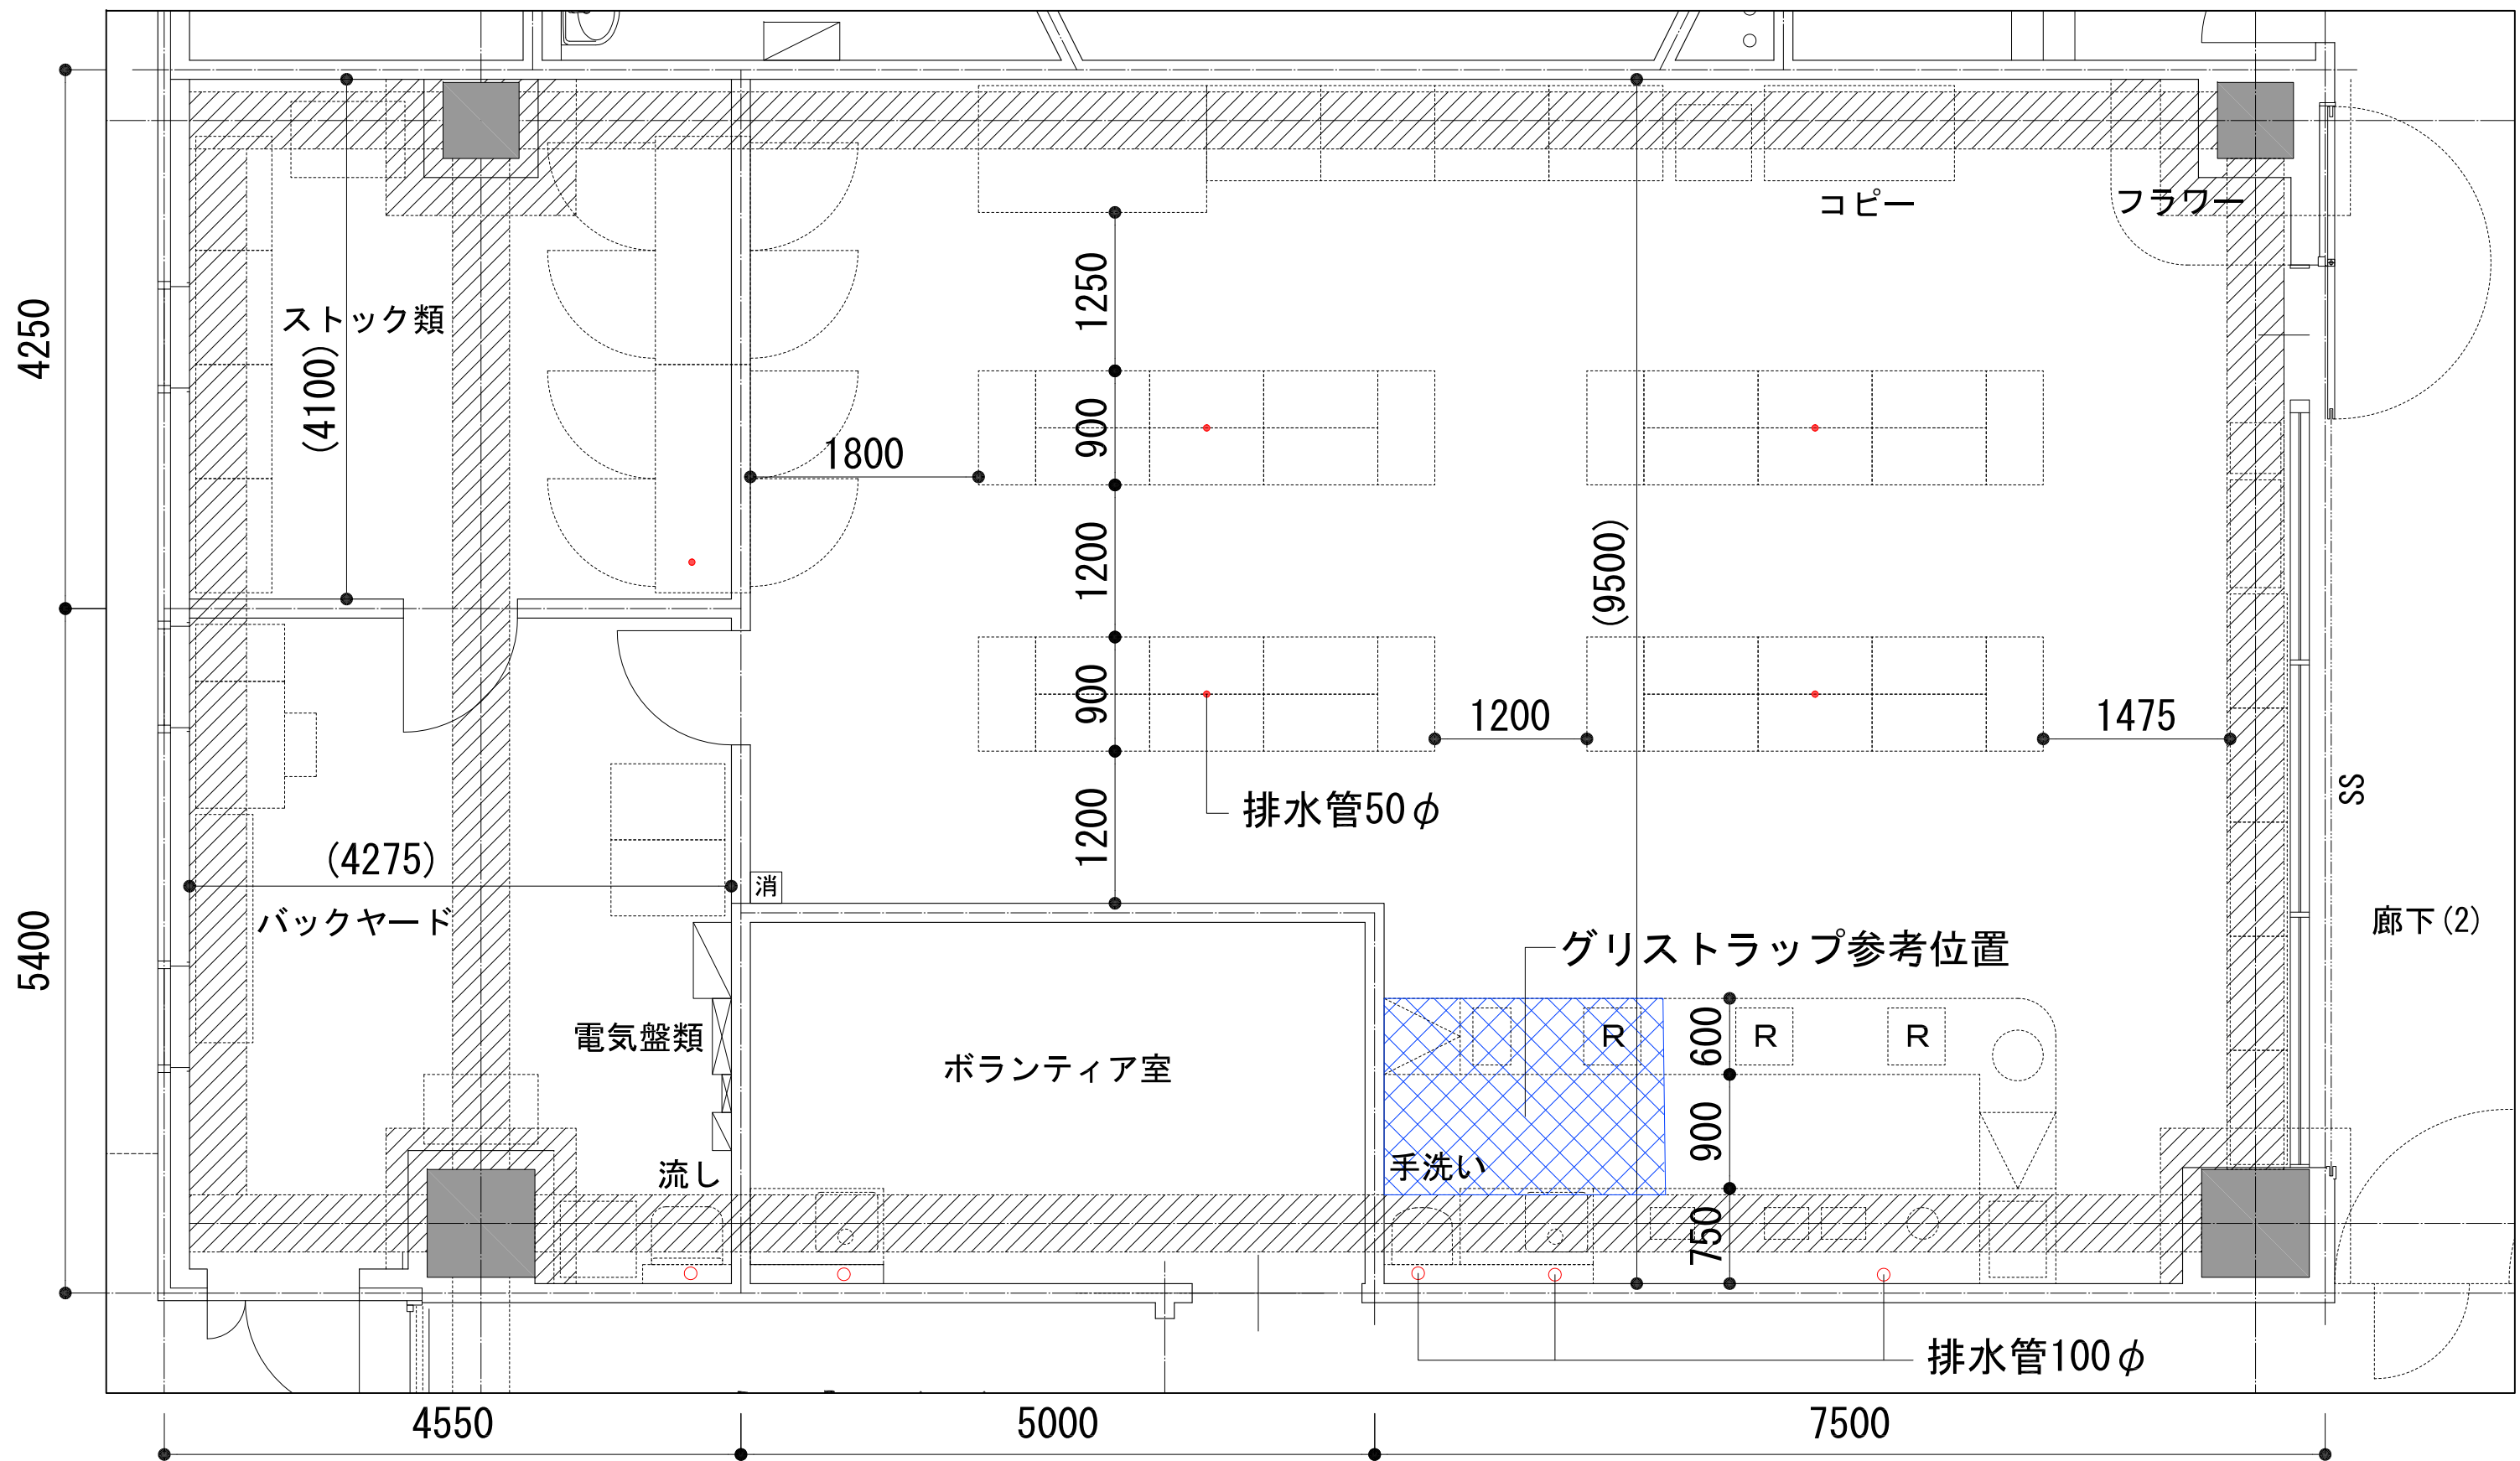 コピー
フラワー
4250
ストック類
(4100)
1250
900
1800
1200
(9500)
900
1200
1475
排水管50φ
1200
SS
(4275)
消
バックヤード
5400
廊下(2)
グリストラップ参考位置
電気盤類
ボランティア室
R
600
R
R
900
流し
手洗い
750
排水管100φ
4550
5000
7500